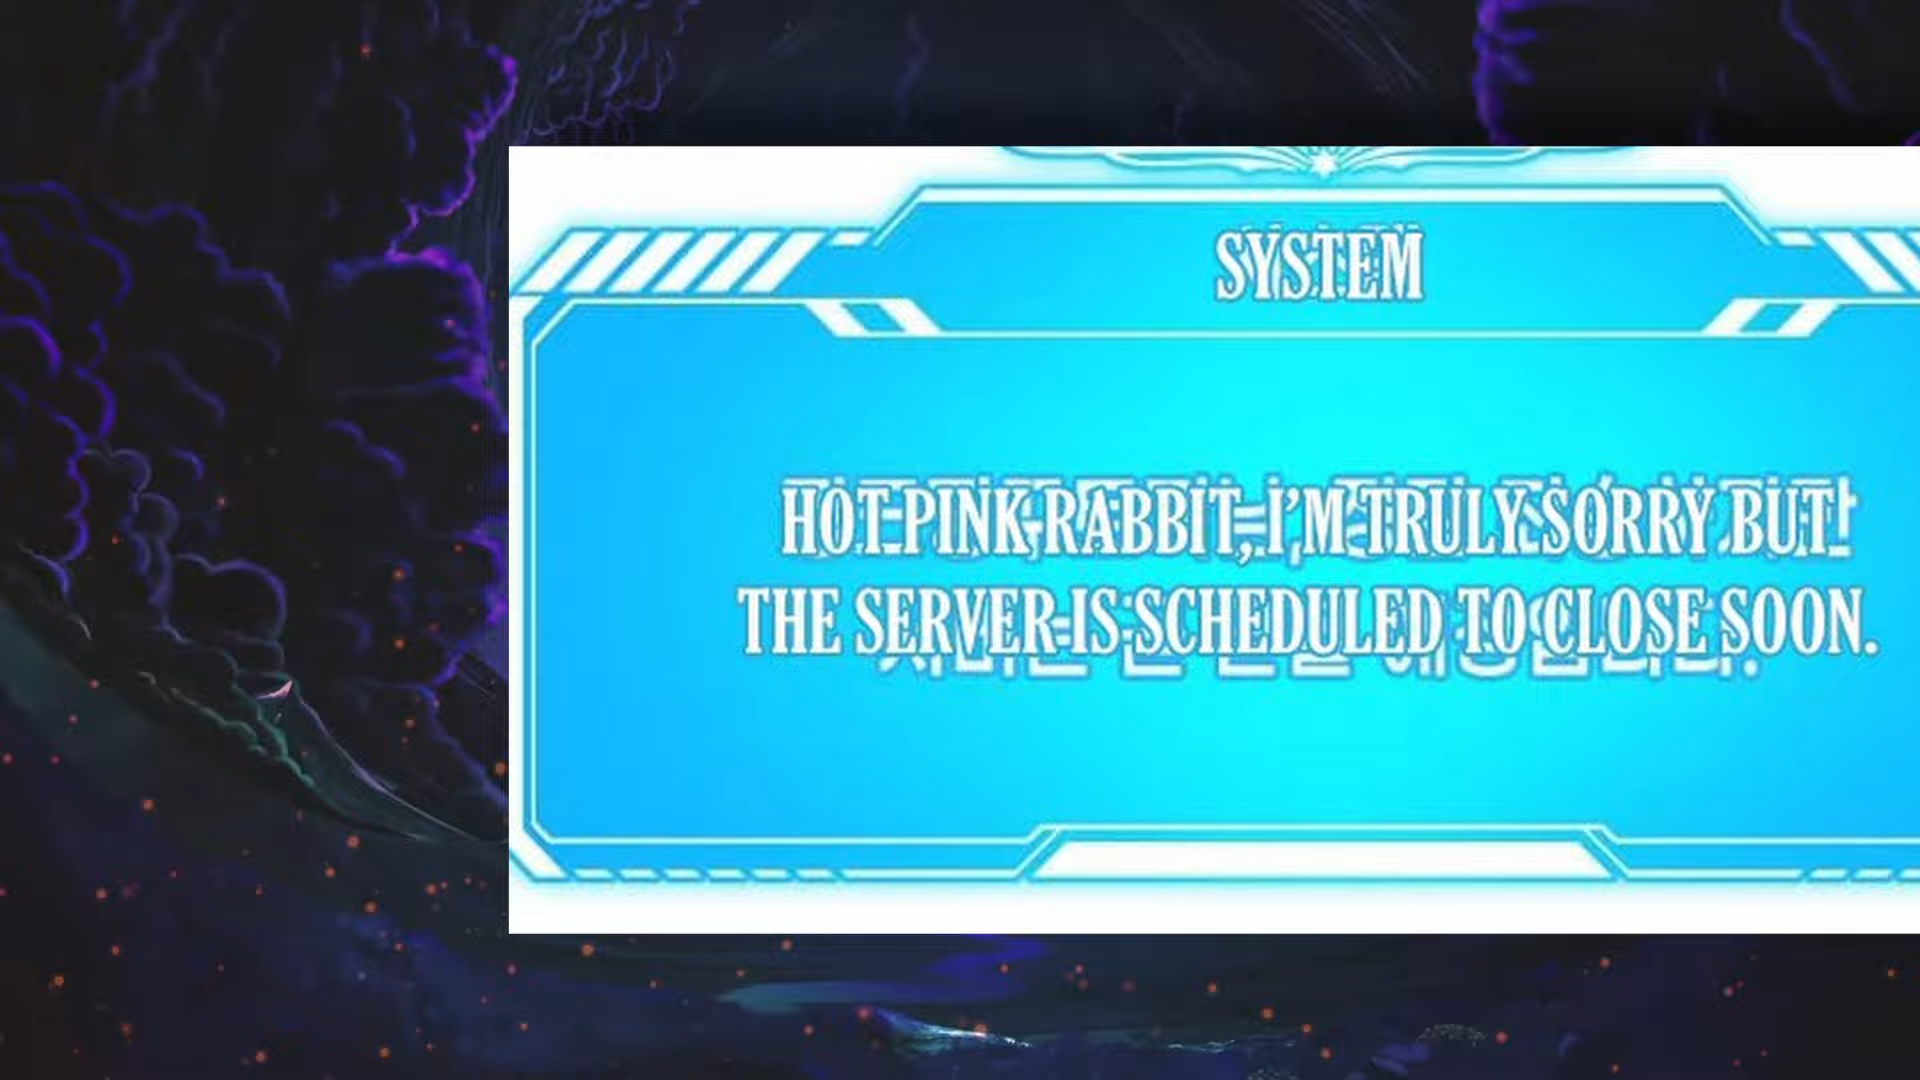 SYSTEM
HOT PINK RABBIT, I'M TRULY SORRY BUT
THE SERVER IS SCHEDULED TO CLOSE SOON.